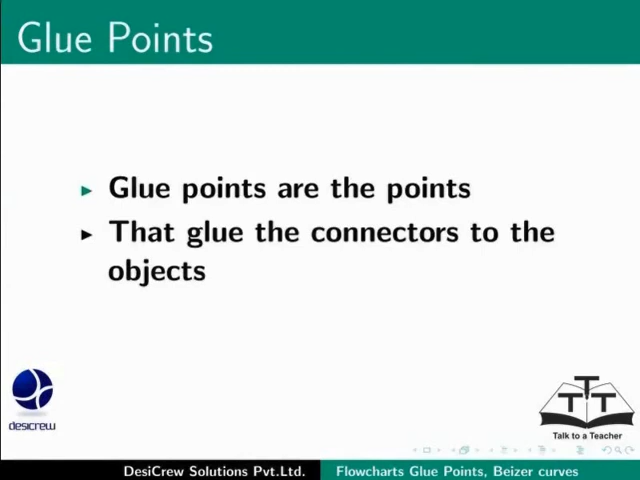 Glue Points
Glue points are the points
That glue the connectors to the
objects
desicrew
TTT
Talk to a Teacher
DesiCrew Solutions Pvt.Ltd.
Flowcharts Glue Points, Beizer curves